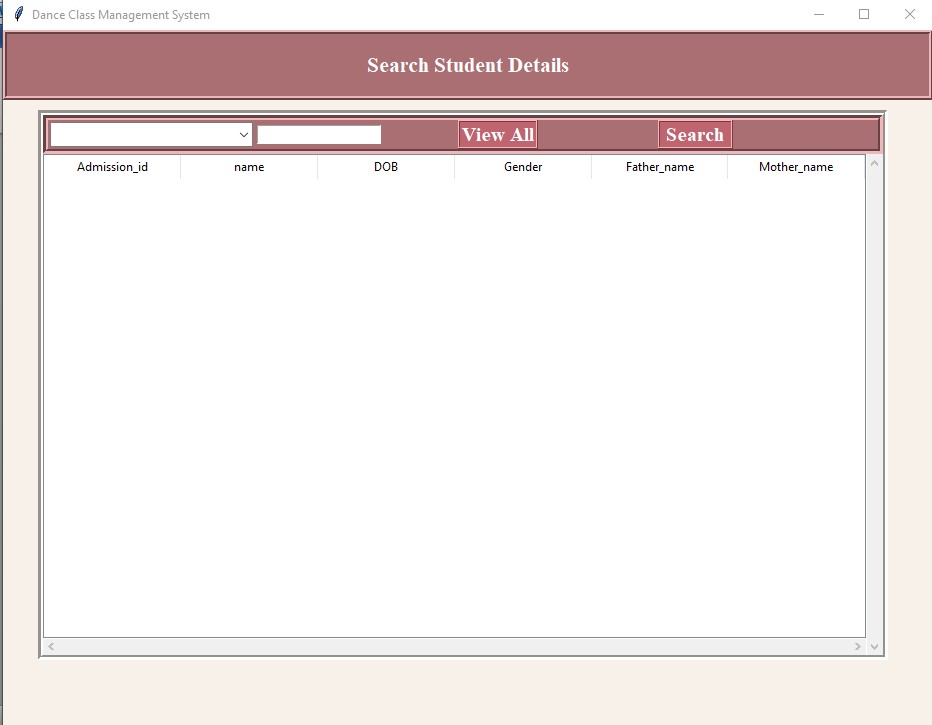 Dance Class Management System
Search Student Details
View All Search
Admission_id name DOB Gender Father_name Mother_name